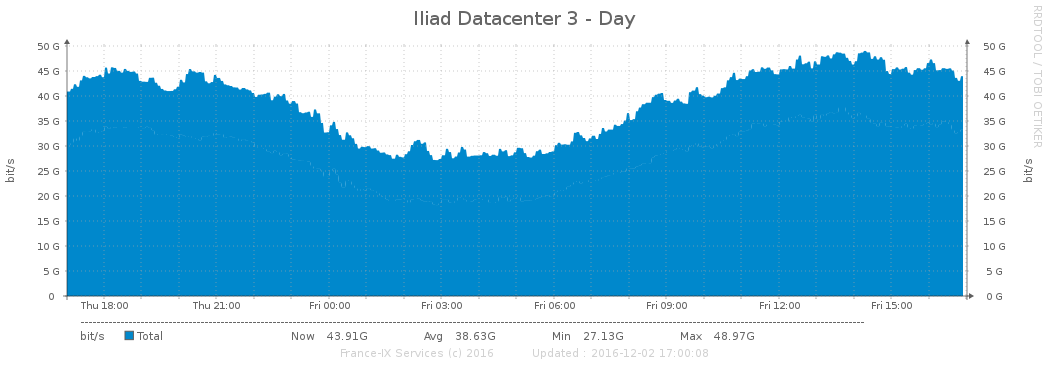 Iliad Datacenter 3 - Day
RRDTOOL / TOBI OETIKER
50 G 50 G
45 G 45 G
40 G 40 G
35 G 35 G
30 G 30 G
25 G 25 G
20 G 20 G
15 G 15 G
10 G 10 G
5 G 5 G
0 0 G
bit/s bit/s
Thu 18:00 Thu 21:00 Fri 00:00 Fri 03:00 Fri 06:00 Fri 09:00 Fri 12:00 Fri 15:00
bit/s Total Now 43.91G Avg 38.63G Min 27.13G Max 48.97G
France-IX Services (c) 2016 Updated : 2016-12-02 17:00:08